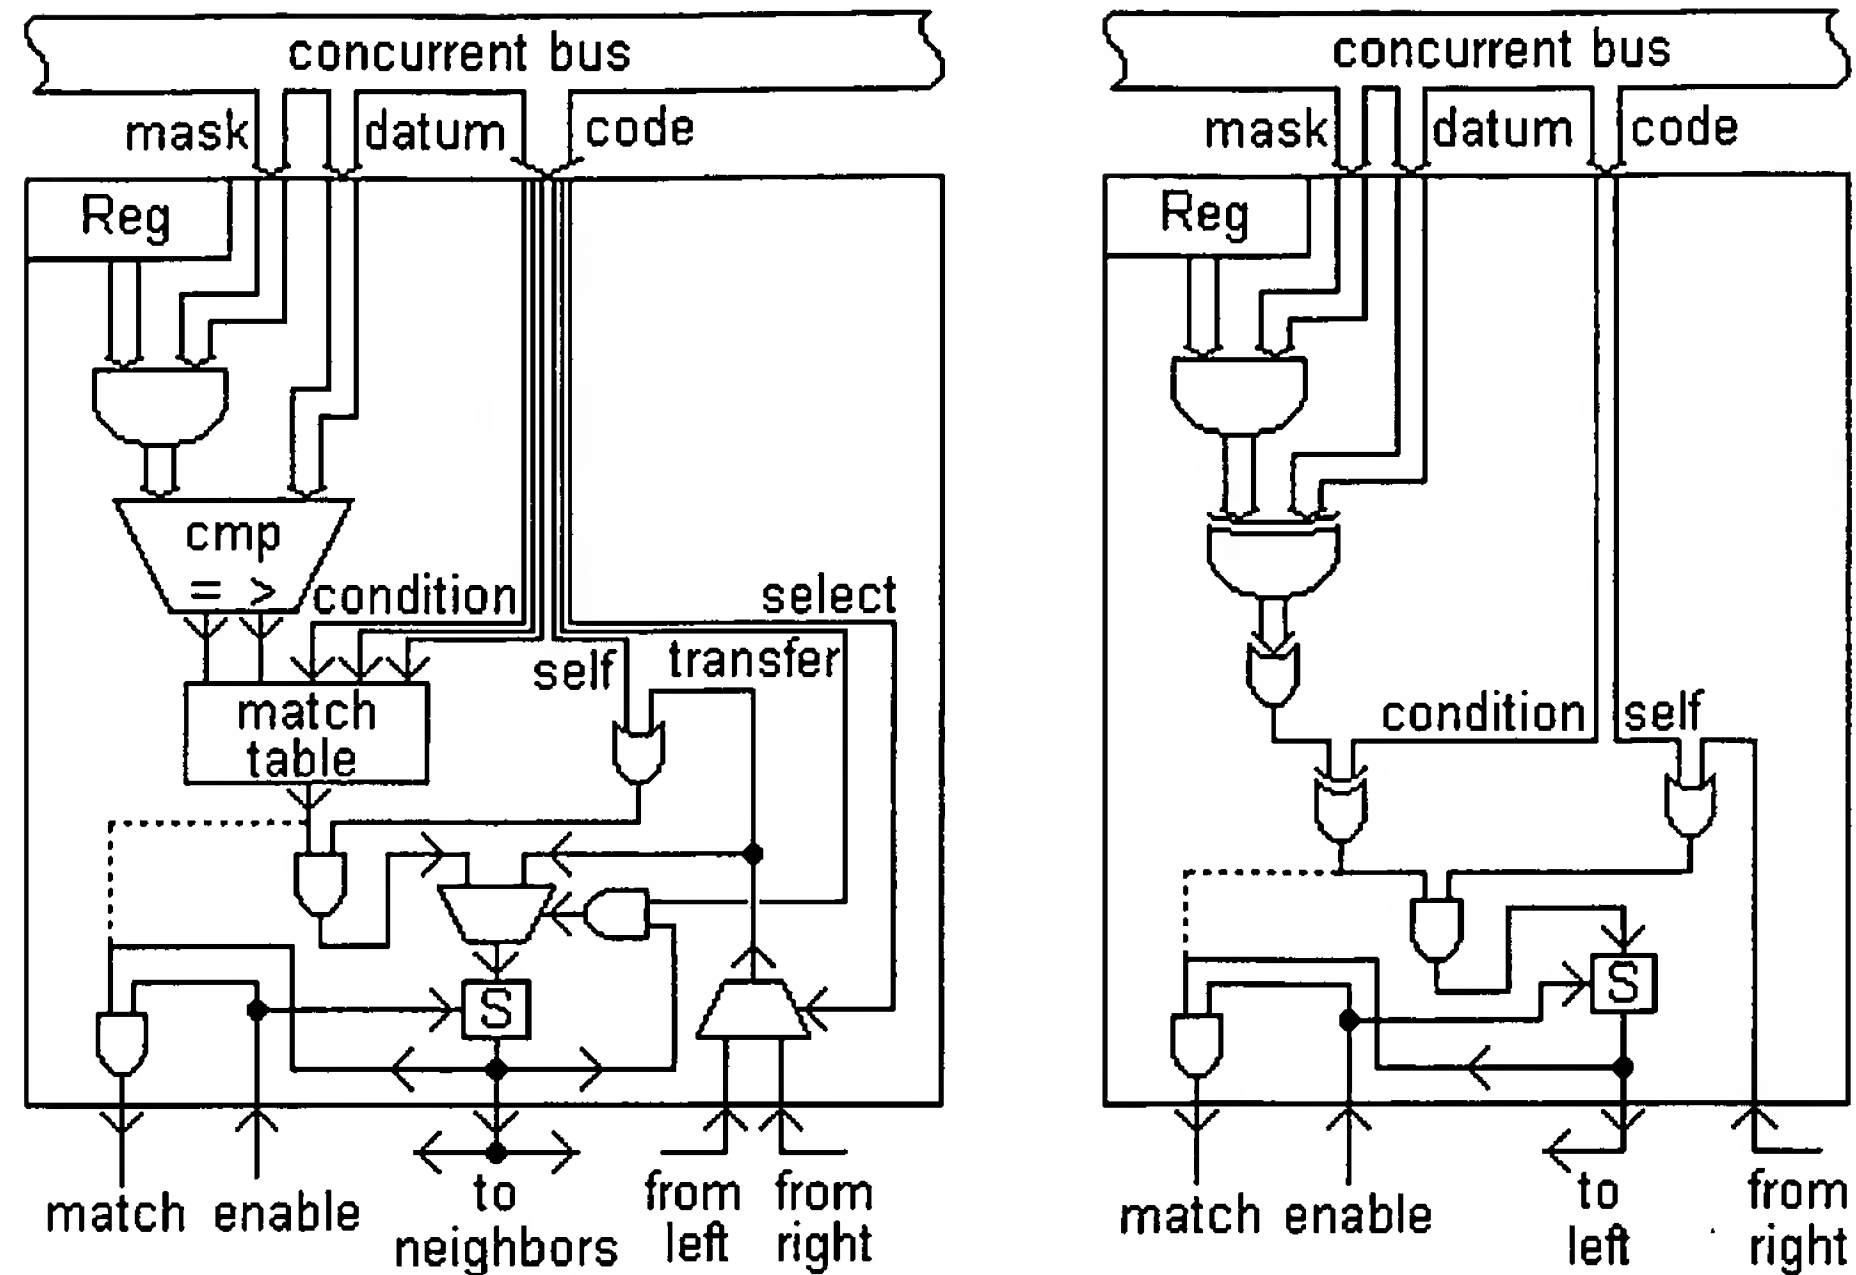 concurrent bus
mask
datum
code
Reg
cmp
= >
condition
select
self
transfer
match
table
S
match
enable
to
neighbors
from
left
from
right
concurrent bus
mask
datum
code
Reg
condition
self
S
match
enable
to
left
from
right